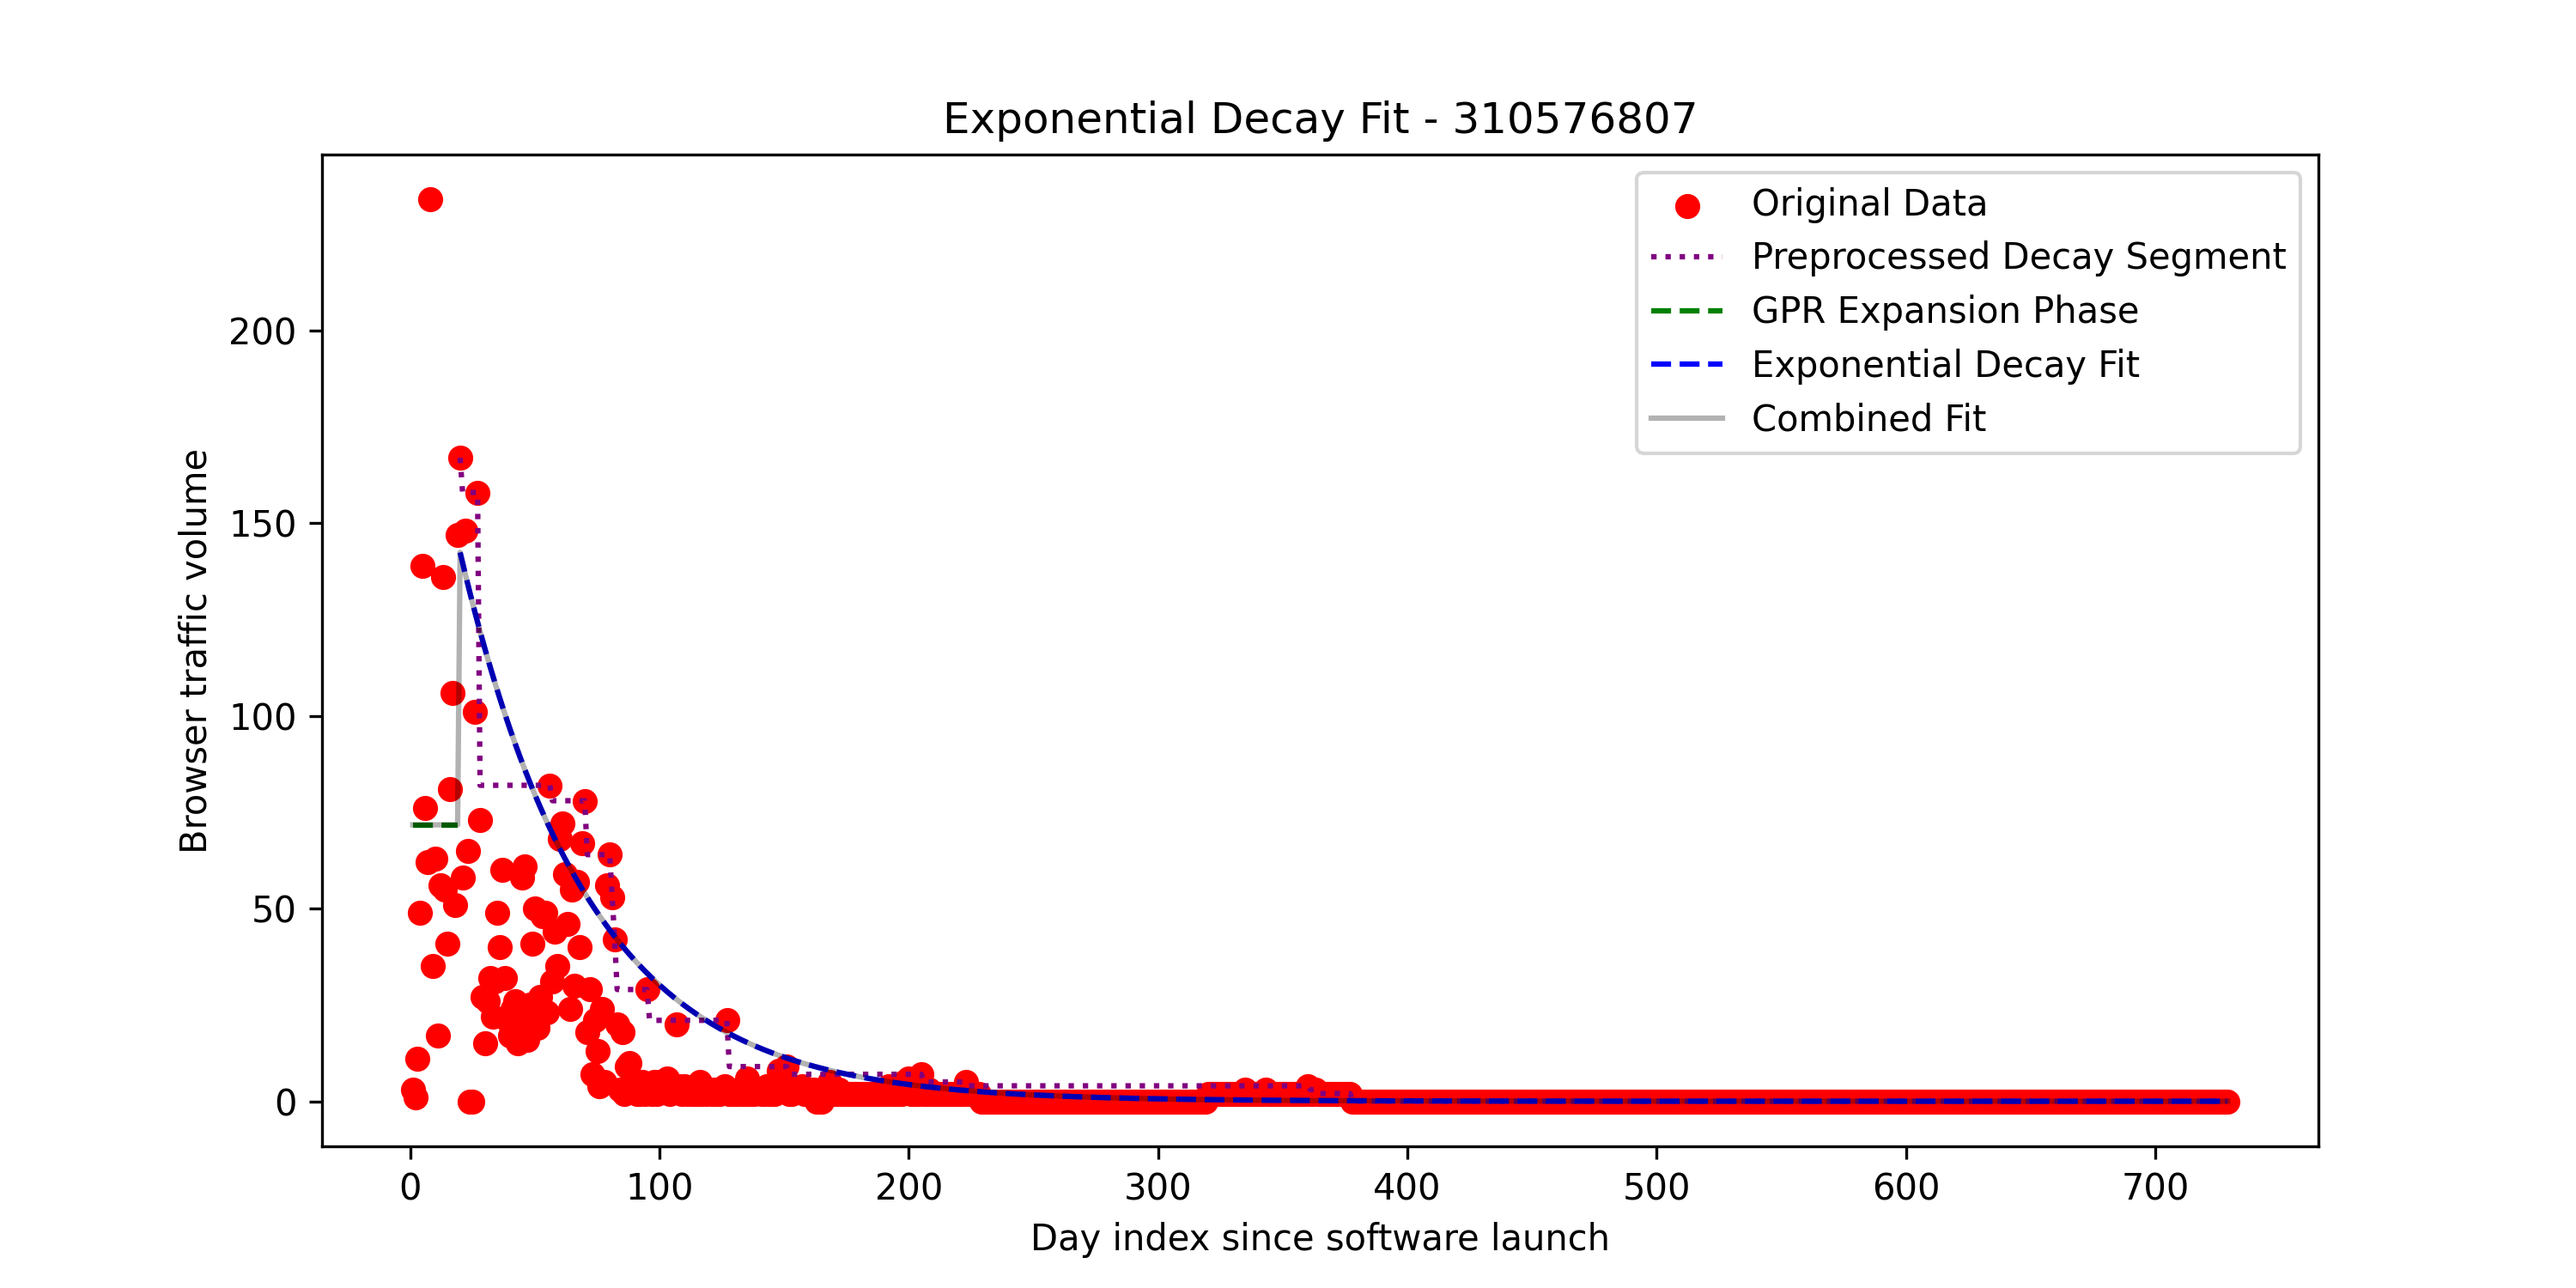 Exponential Decay Fit - 310576807
Original Data
Preprocessed Decay Segment
GPR Expansion Phase
Exponential Decay Fit
Combined Fit
Browser traffic volume
200
150
100
50
0
0 100 200 300 400 500 600 700
Day index since software launch